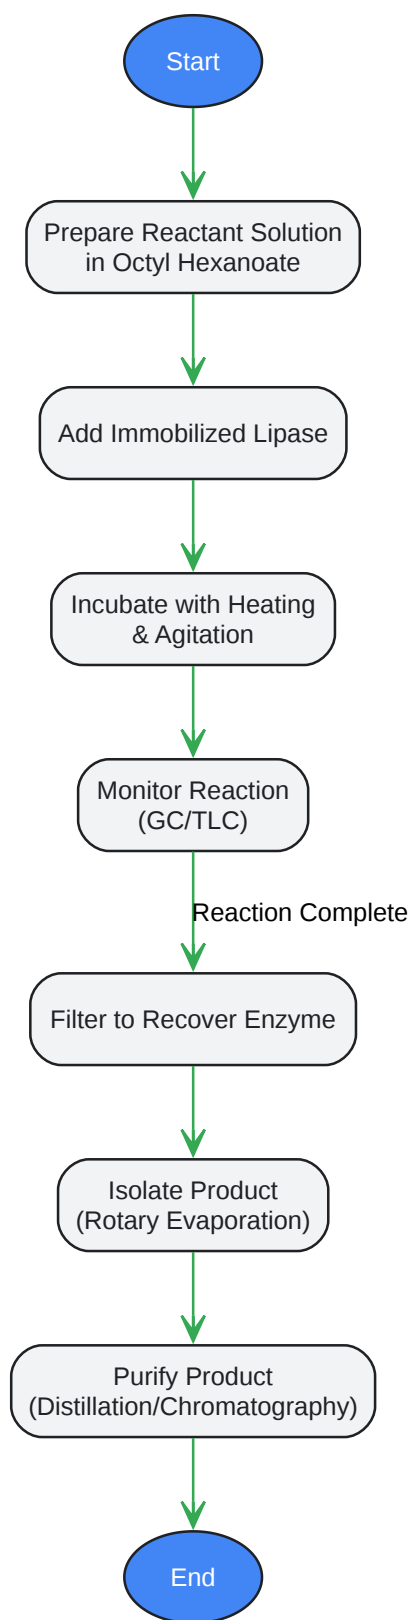 Start
Prepare Reactant Solution
in Octyl Hexanoate
Add Immobilized Lipase
Incubate with Heating
& Agitation
Monitor Reaction
(GC/TLC)
Reaction Complete
Filter to Recover Enzyme
Isolate Product
(Rotary Evaporation)
Purify Product
(Distillation/Chromatography)
End